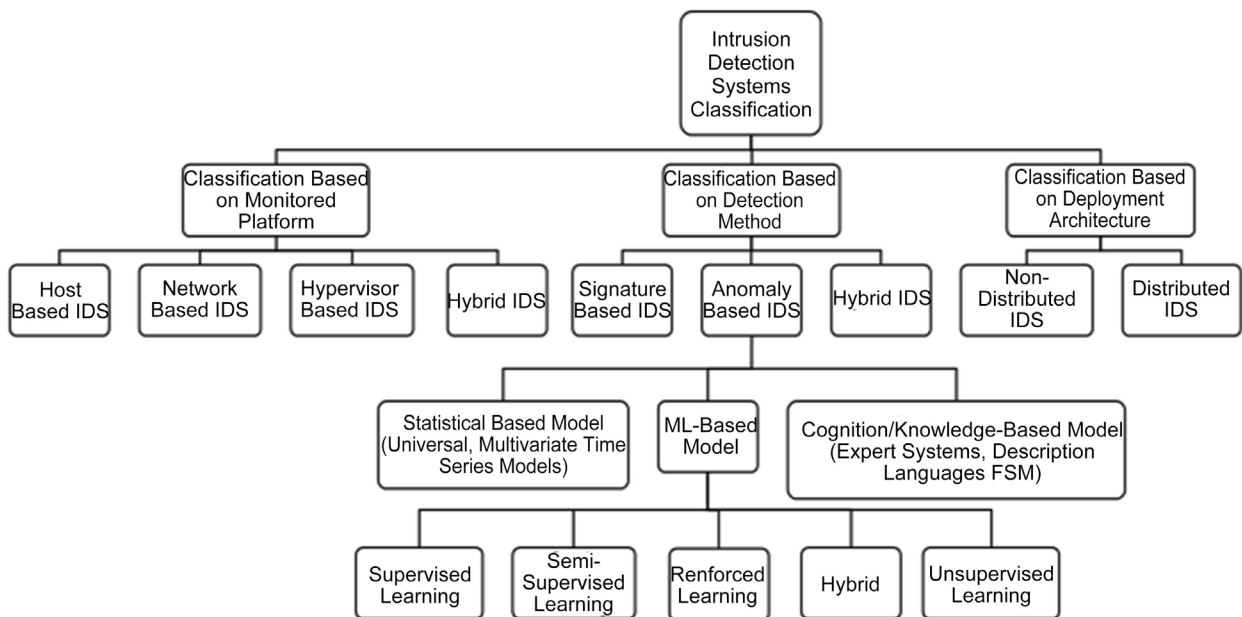 Intrusion
Detection
Systems
Classification
Classification Based
on Monitored
Platform
Classification Based
on Detection
Method
Classification Based
on Deployment
Architecture
Host
Based IDS
Network
Based IDS
Hypervisor
Based IDS
Hybrid IDS
Signature
Based IDS
Anomaly
Based IDS
Hybrid IDS
Non-
Distributed
IDS
Distributed
IDS
Statistical Based Model
(Universal, Multivariate Time
Series Models)
ML-Based
Model
Cognition/Knowledge-Based Model
(Expert Systems, Description
Languages FSM)
Supervised
Learning
Semi-
Supervised
Learning
Renforced
Learning
Hybrid
Unsupervised
Learning